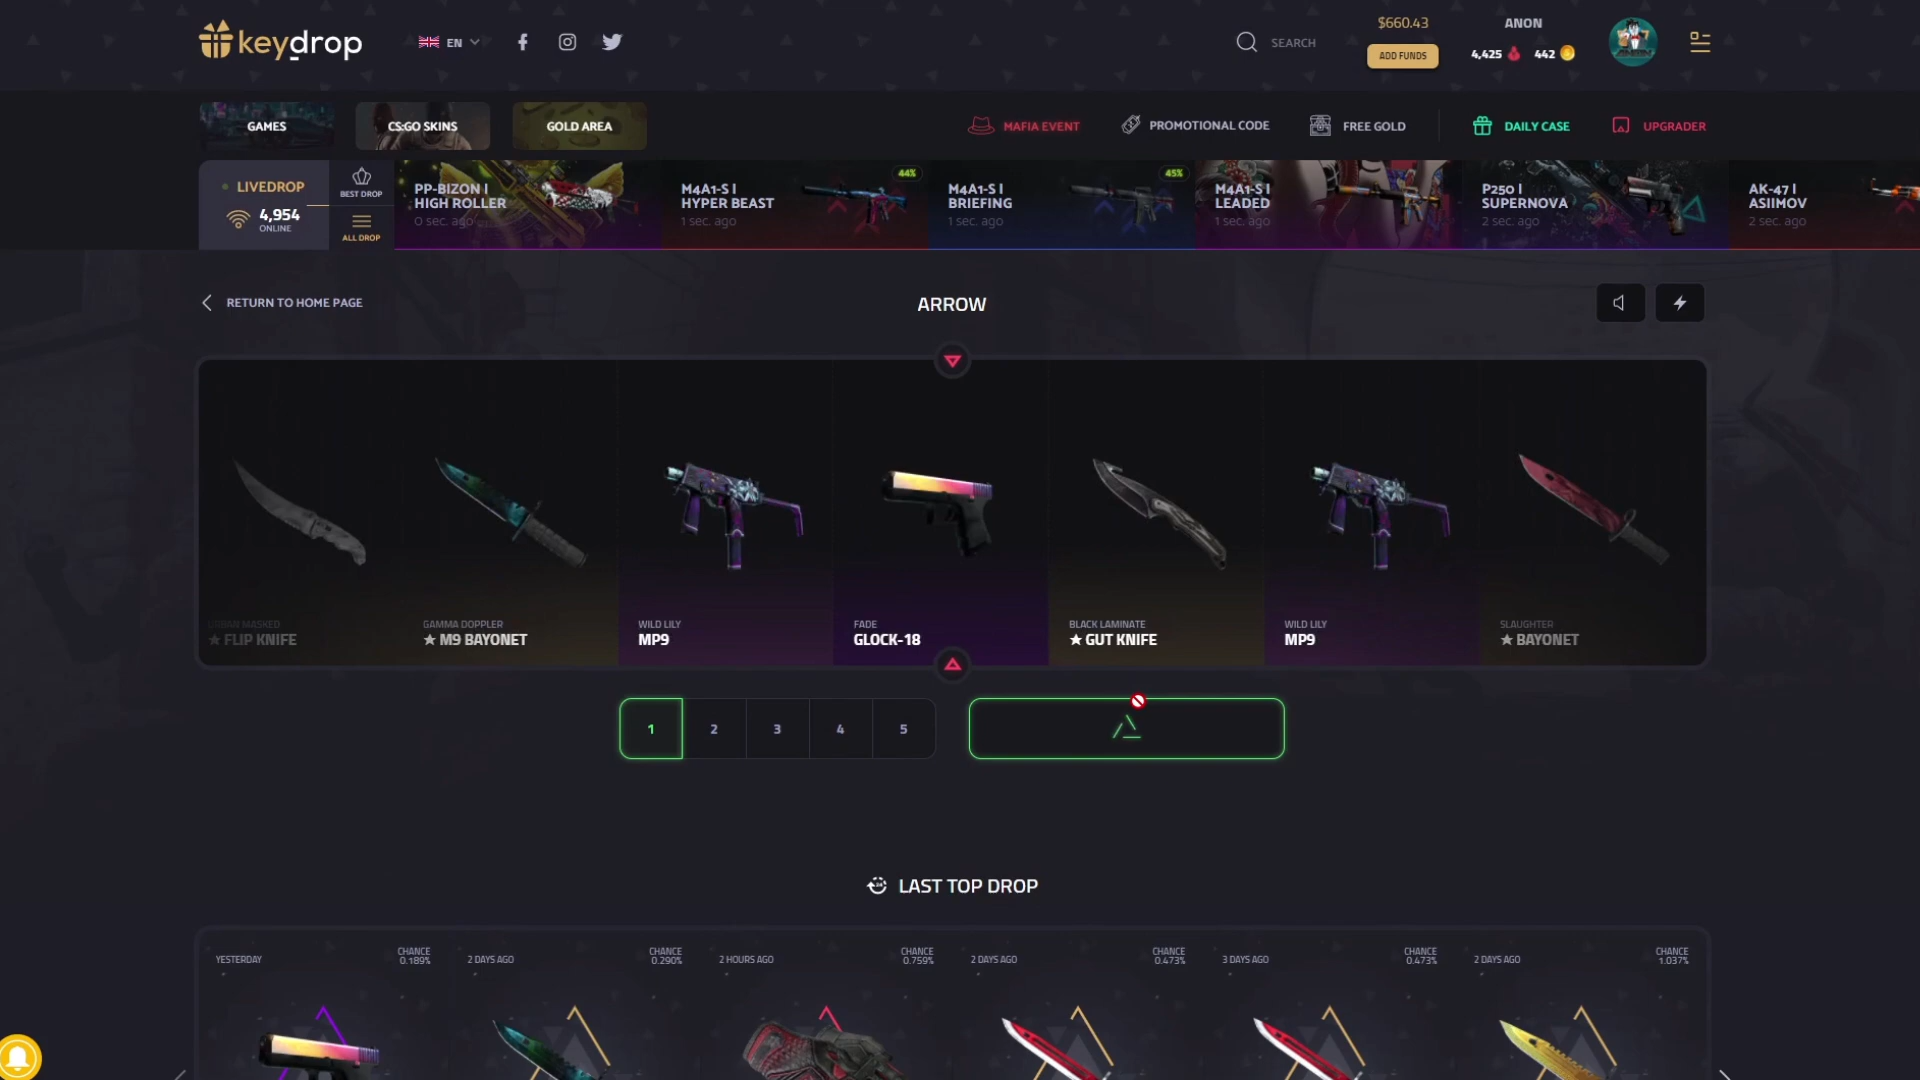 keydrop
EN
SEARCH
$660.43
ADD FUNDS
ANON
4,425
442
GAMES
CS:GO SKINS
GOLD AREA
MAFIA EVENT
PROMOTIONAL CODE
FREE GOLD
DAILY CASE
UPGRADER
LIVEDROP
4,954
ONLINE
BEST DROP
ALL DROP
PP-BIZON |
HIGH ROLLER
0 sec. ago
44%
M4A1-S |
HYPER BEAST
1 sec. ago
45%
M4A1-S |
BRIEFING
1 sec. ago
M4A1-S |
LEADED
1 sec. ago
P250 |
SUPERNOVA
2 sec. ago
AK-47 |
ASIIMOV
2 sec. ago
RETURN TO HOME PAGE
ARROW
URBAN MASKED
★ FLIP KNIFE
GAMMA DOPPLER
★ M9 BAYONET
WILD LILY
MP9
FADE
GLOCK-18
BLACK LAMINATE
★ GUT KNIFE
WILD LILY
MP9
SLAUGHTER
★ BAYONET
1
2
3
4
5
LAST TOP DROP
YESTERDAY
CHANCE
0.189%
2 DAYS AGO
CHANCE
0.290%
2 HOURS AGO
CHANCE
0.759%
2 DAYS AGO
CHANCE
0.473%
3 DAYS AGO
CHANCE
0.473%
2 DAYS AGO
CHANCE
1.037%